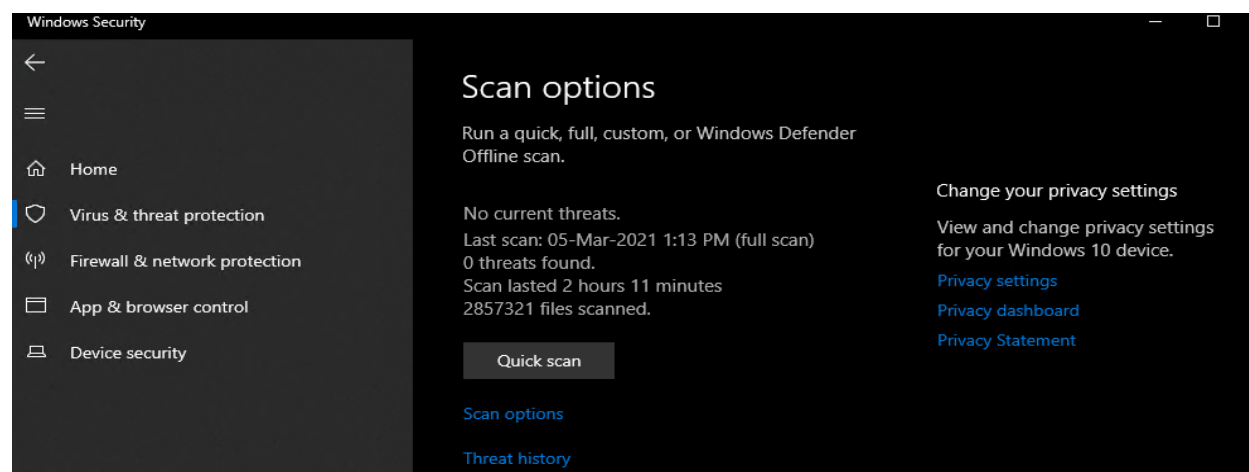 Windows Security
Home
Virus & threat protection
Firewall & network protection
App & browser control
Device security
Scan options
Run a quick, full, custom, or Windows Defender
Offline scan.
No current threats.
Last scan: 05-Mar-2021 1:13 PM (full scan)
0 threats found.
Scan lasted 2 hours 11 minutes
2857321 files scanned.
Quick scan
Scan options
Threat history
Change your privacy settings
View and change privacy settings
for your Windows 10 device.
Privacy settings
Privacy dashboard
Privacy Statement